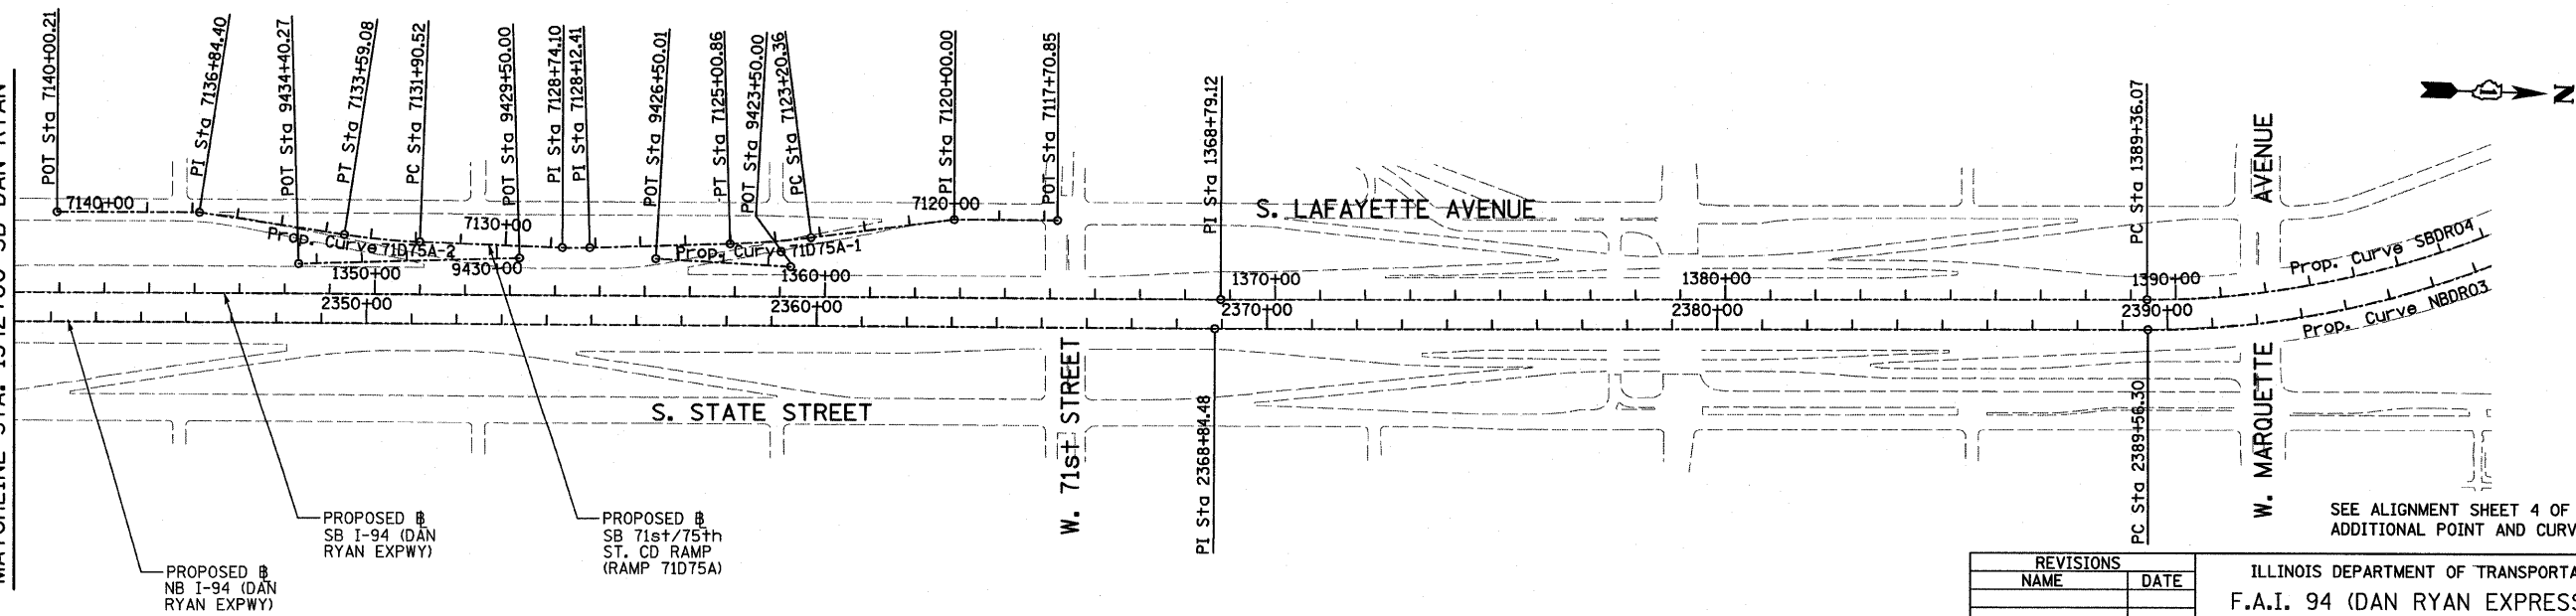 POT Sta 7140+00.21
PI Sta 7136+84.40
POT Sta 9434+40.27
PT Sta 7133+59.08
PC Sta 7131+90.52
POT Sta 9429+50.00
PI Sta 7128+74.10
PI Sta 7128+12.41
POT Sta 9426+50.01
PT Sta 7125+00.86
POT Sta 9423+50.00
PC Sta 7123+20.36
PI Sta 7120+00.00
POT Sta 7117+70.85
PI Sta 1368+79.12
PC Sta 1389+36.07
N
7140+00
7130+00
7120+00
Prop. Curve 71D75A-2
Prop. Curve 71D75A-1
1350+00
9430+00
1360+00
1370+00
1380+00
1390+00
2350+00
2360+00
2370+00
2380+00
2390+00
S. LAFAYETTE AVENUE
Prop. Curve SBDR04
Prop. Curve NBDR03
S. STATE STREET
W. 71st STREET
W. MARQUETTE AVENUE
PI Sta 2368+84.48
PC Sta 2389+56.30
PROPOSED
NB I-94 (DAN
RYAN EXPWY)
PROPOSED
SB I-94 (DAN
RYAN EXPWY)
PROPOSED
SB 71st/75th
ST. CD RAMP
(RAMP 71D75A)
SEE ALIGNMENT SHEET 4 OF
ADDITIONAL POINT AND CURV
REVISIONS
NAME DATE
ILLINOIS DEPARTMENT OF TRANSPORTA
F.A.I. 94 (DAN RYAN EXPRESS